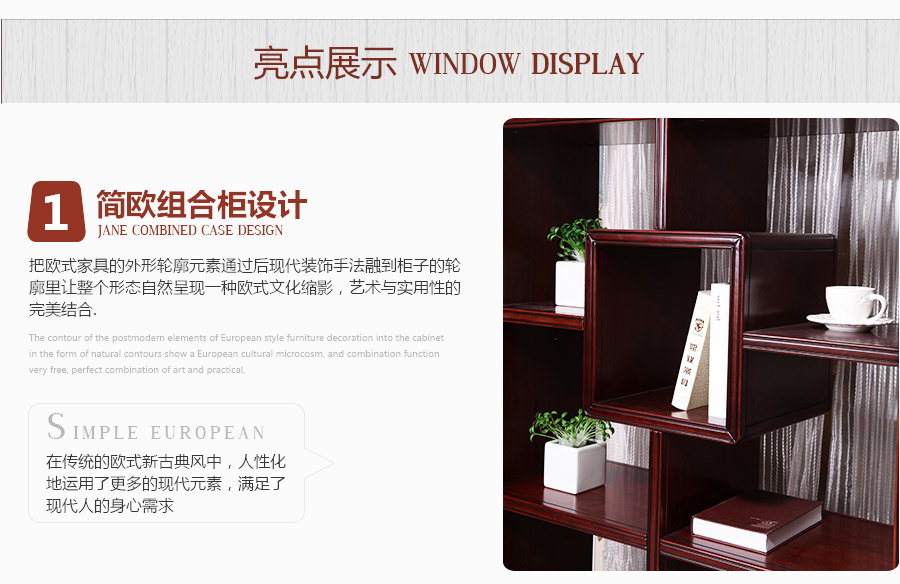 亮点展示 WINDOW DISPLAY
1
简欧组合柜设计
JANE COMBINED CASE DESIGN
把欧式家具的外形轮廓元素通过后现代装饰手法融到柜子的轮
廓里让整个形态自然呈现一种欧式文化缩影，艺术与实用性的
完美结合.
The contour of the postmodern elements of European style furniture decoration into the cabinet
in the form of natural contours show a European cultural microcosm, and combination function
very free, perfect combination of art and practical,
SIMPLE EUROPEAN
在传统的欧式新古典风中，人性化
地运用了更多的现代元素，满足了
现代人的身心需求